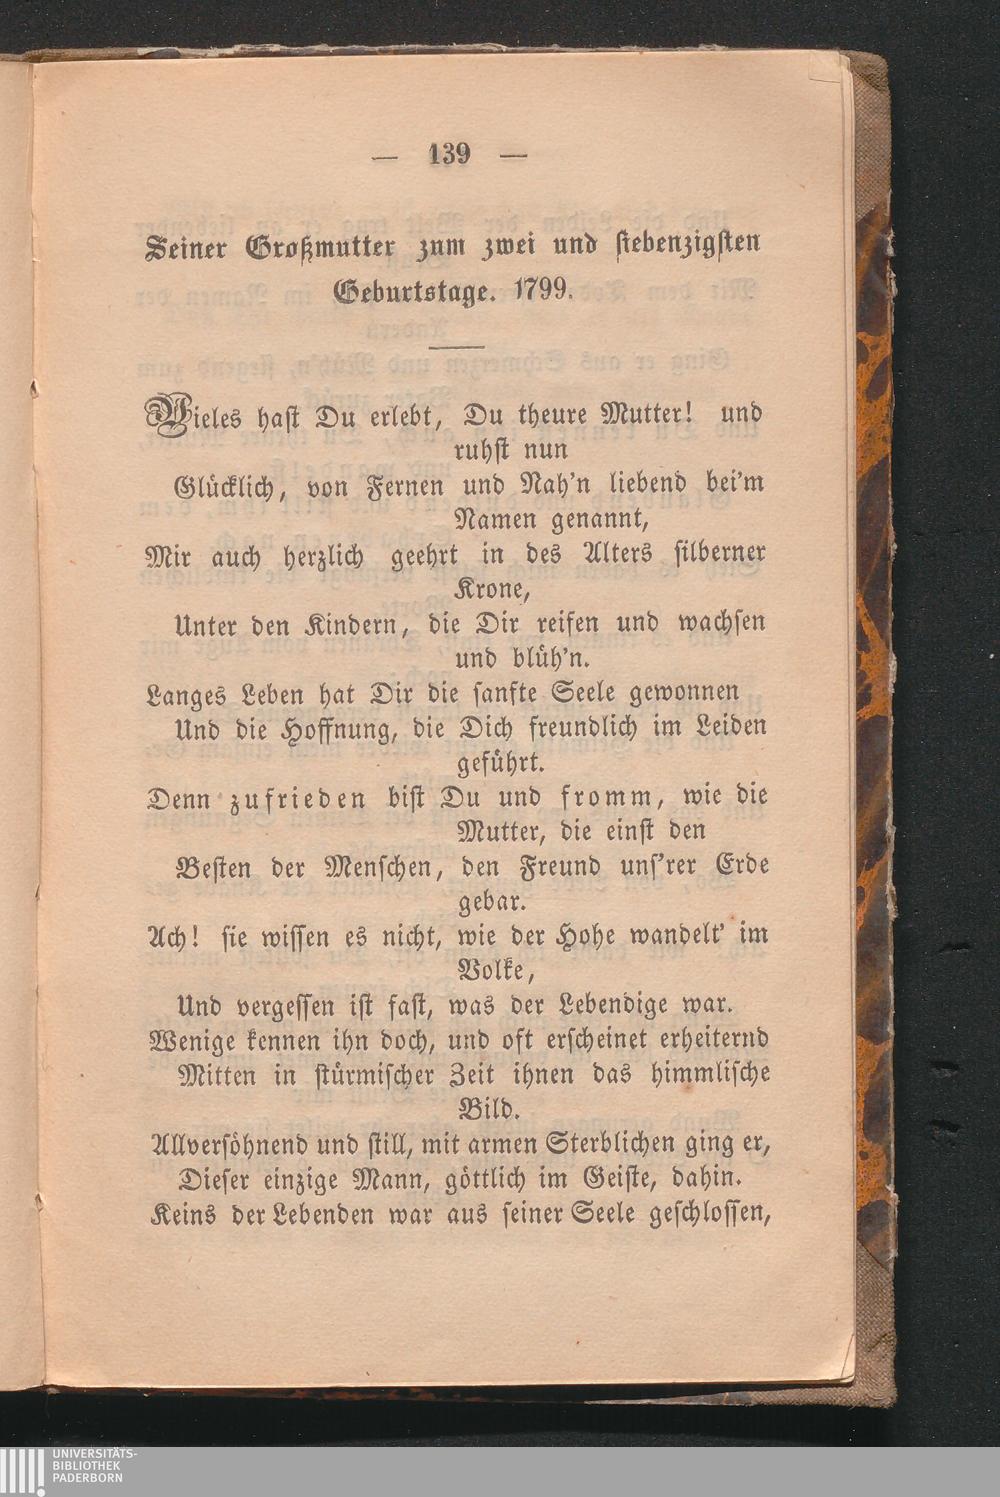 — 139 —
Seiner Großmutter zum zwei und siebenzigsten
Geburtstage. 1799.
Vieles hast Du erlebt, Du theure Mutter! und
ruhst nun
Glücklich, von Fernen und Nah'n liebend bei'm
Namen genannt,
Mir auch herzlich geehrt in des Alters silberner
Krone,
Unter den Kindern, die Dir reifen und wachsen
und blüh'n.
Langes Leben hat Dir die sanfte Seele gewonnen
Und die Hoffnung, die Dich freundlich im Leiden
geführt.
Denn zufrieden bist Du und fromm, wie die
Mutter, die einst den
Besten der Menschen, den Freund uns'rer Erde
gebar.
Ach! sie wissen es nicht, wie der Hohe wandelt' im
Volke,
Und vergessen ist fast, was der Lebendige war.
Wenige kennen ihn doch, und oft erscheinet erheiternd
Mitten in stürmischer Zeit ihnen das himmlische
Bild.
Allversöhnend und still, mit armen Sterblichen ging er,
Dieser einzige Mann, göttlich im Geiste, dahin.
Keins der Lebenden war aus seiner Seele geschlossen,
UNIVERSITÄTS-
BIBLIOTHEK
PADERBORN